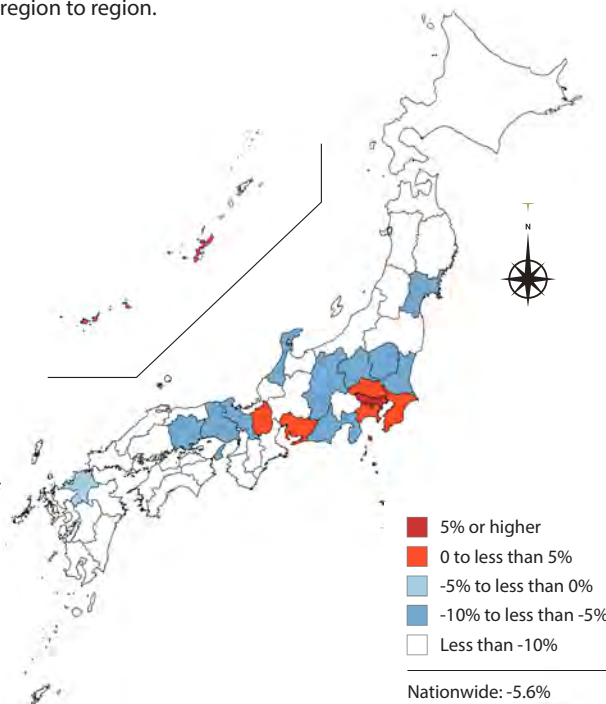 region to region.
N
5% or higher
0 to less than 5%
-5% to less than 0%
-10% to less than -5%
Less than -10%
Nationwide: -5.6%